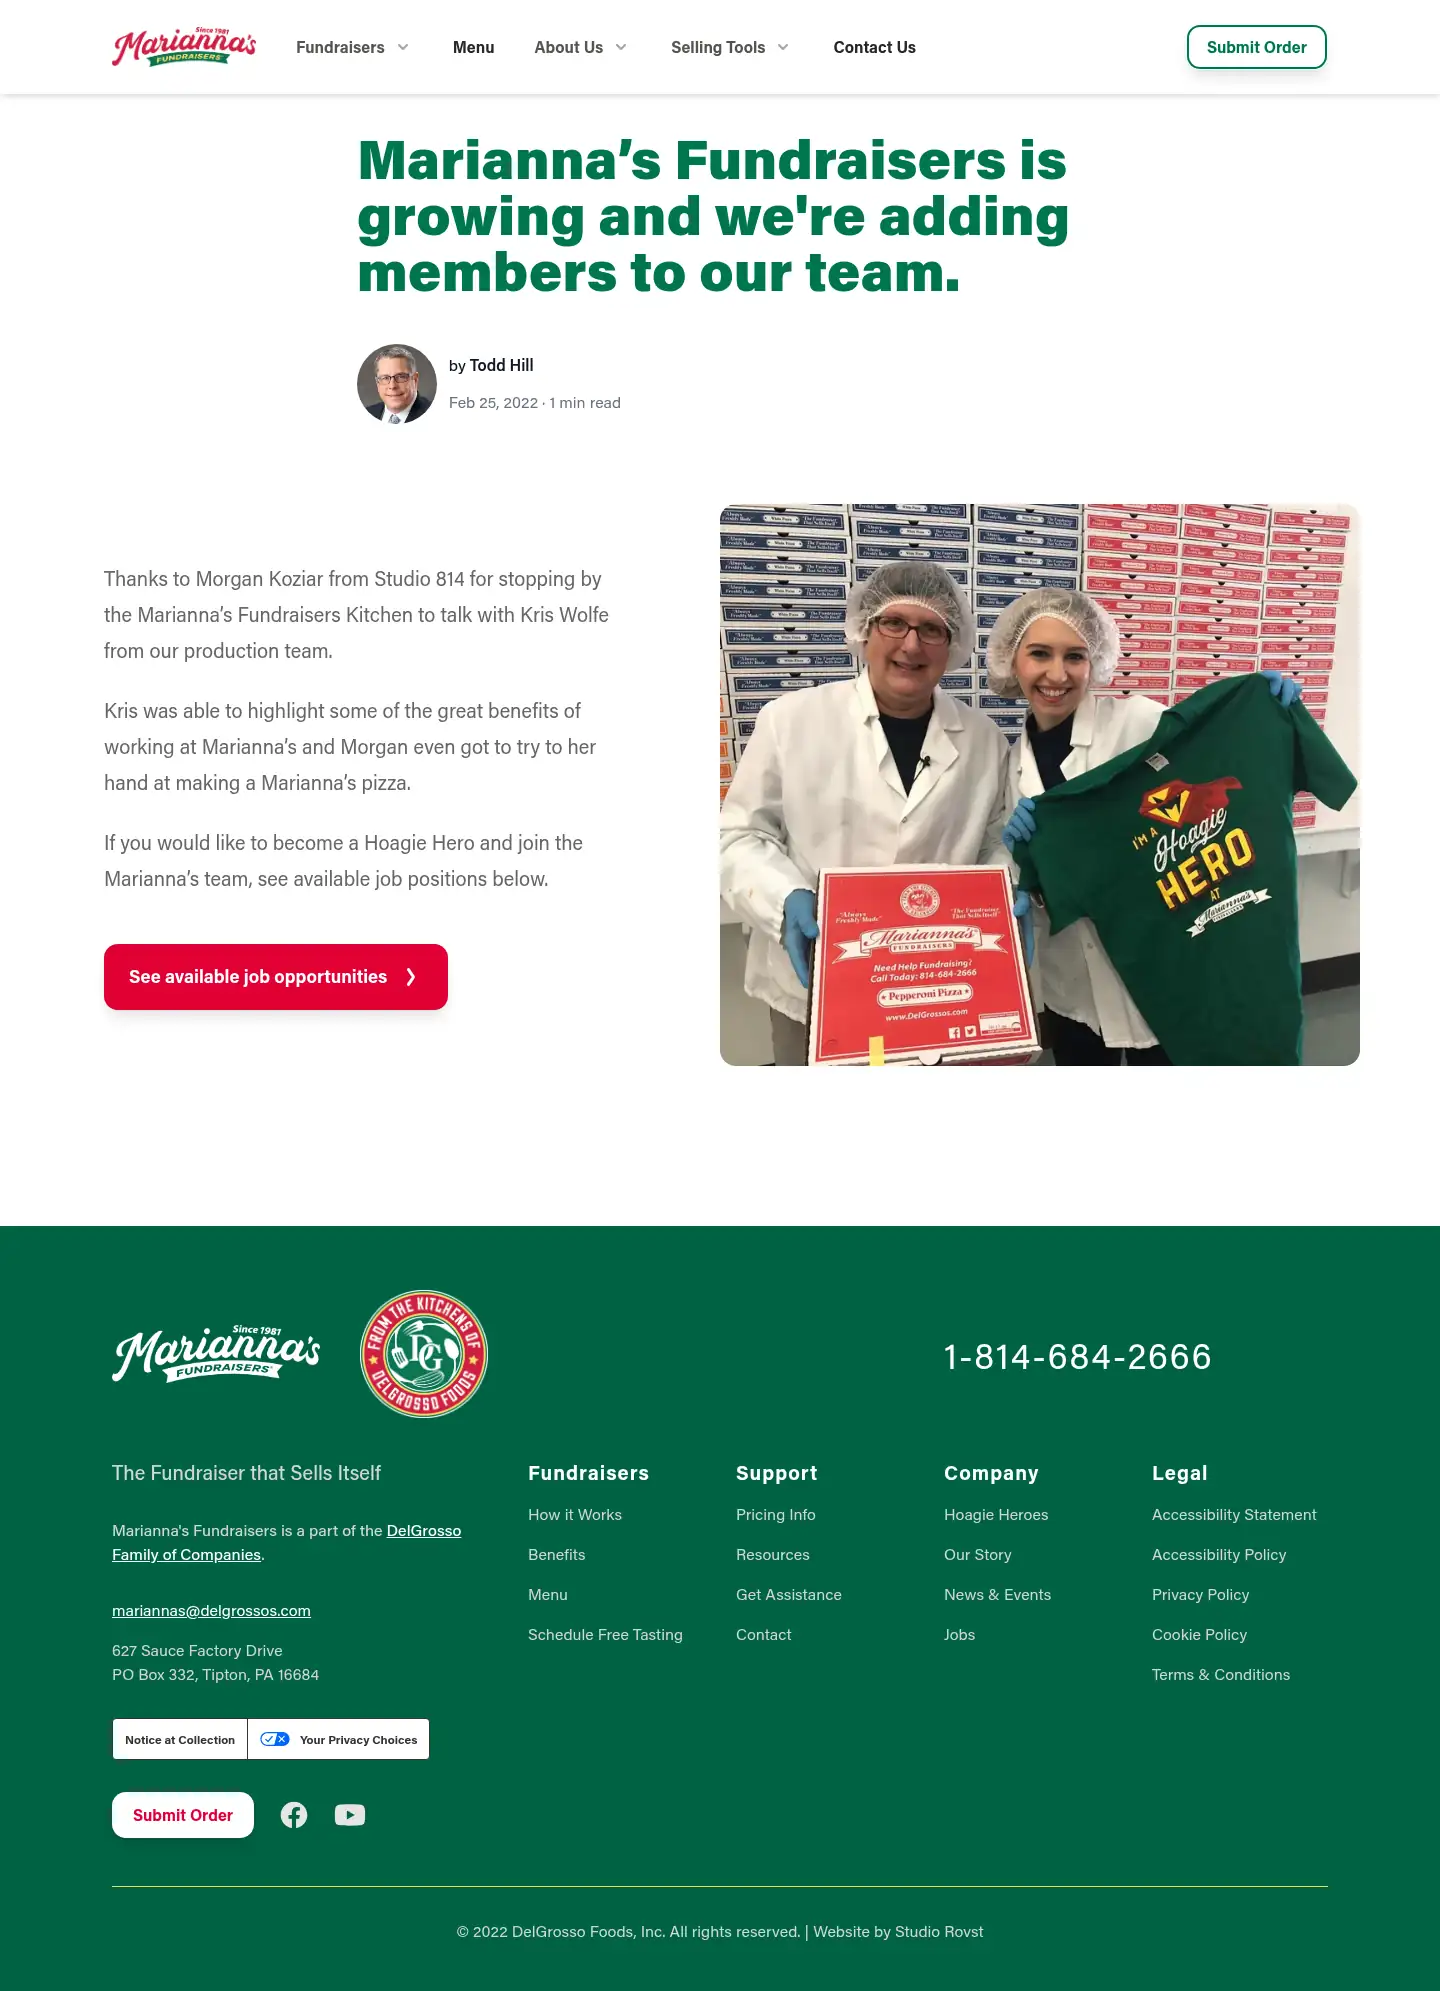 Since 1981
Marianna's
FUNDRAISERS
Fundraisers
Menu
About Us
Selling Tools
Contact Us
Submit Order
Marianna’s Fundraisers is
growing and we're adding
members to our team.
by Todd Hill
Feb 25, 2022 · 1 min read
Thanks to Morgan Koziar from Studio 814 for stopping by
the Marianna’s Fundraisers Kitchen to talk with Kris Wolfe
from our production team.
Kris was able to highlight some of the great benefits of
working at Marianna’s and Morgan even got to try to her
hand at making a Marianna’s pizza.
If you would like to become a Hoagie Hero and join the
Marianna’s team, see available job positions below.
See available job opportunities
I'M A
Hoagie
HERO
AT
Marianna's
"Always Freshly Made"
"The Fundraiser That Sells Itself"
Marianna's
FUNDRAISERS
Need Help Fundraising?
Call Today: 814-684-2666
Pepperoni Pizza
www.DelGrossos.com
Since 1981
Marianna's
FUNDRAISERS
FROM THE KITCHENS OF
DG
DELGROSSO FOODS
1-814-684-2666
The Fundraiser that Sells Itself
Marianna's Fundraisers is a part of the DelGrosso
Family of Companies.
mariannas@delgrossos.com
627 Sauce Factory Drive
PO Box 332, Tipton, PA 16684
Notice at Collection
Your Privacy Choices
Submit Order
Fundraisers
How it Works
Benefits
Menu
Schedule Free Tasting
Support
Pricing Info
Resources
Get Assistance
Contact
Company
Hoagie Heroes
Our Story
News & Events
Jobs
Legal
Accessibility Statement
Accessibility Policy
Privacy Policy
Cookie Policy
Terms & Conditions
© 2022 DelGrosso Foods, Inc. All rights reserved. | Website by Studio Rovst